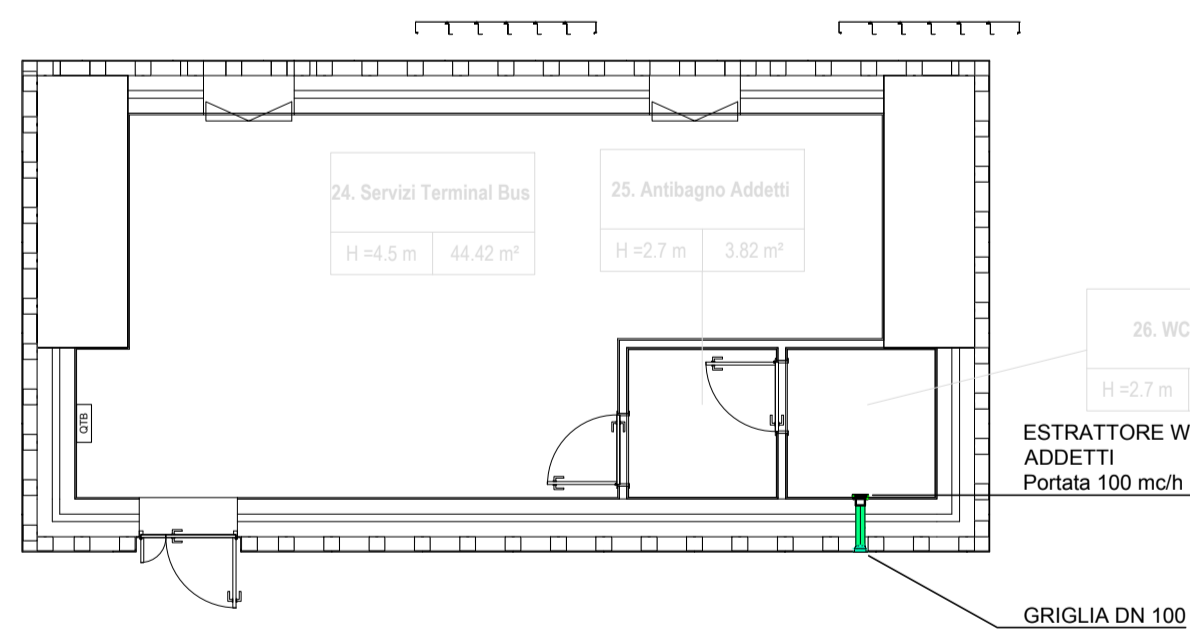 24. Servizi Terminal Bus
H =4.5 m 44.42 m²
25. Antibagno Addetti
H =2.7 m 3.82 m²
26. WC
H =2.7 m
QTB
ESTRATTORE W
ADDETTI
Portata 100 mc/h
GRIGLIA DN 100